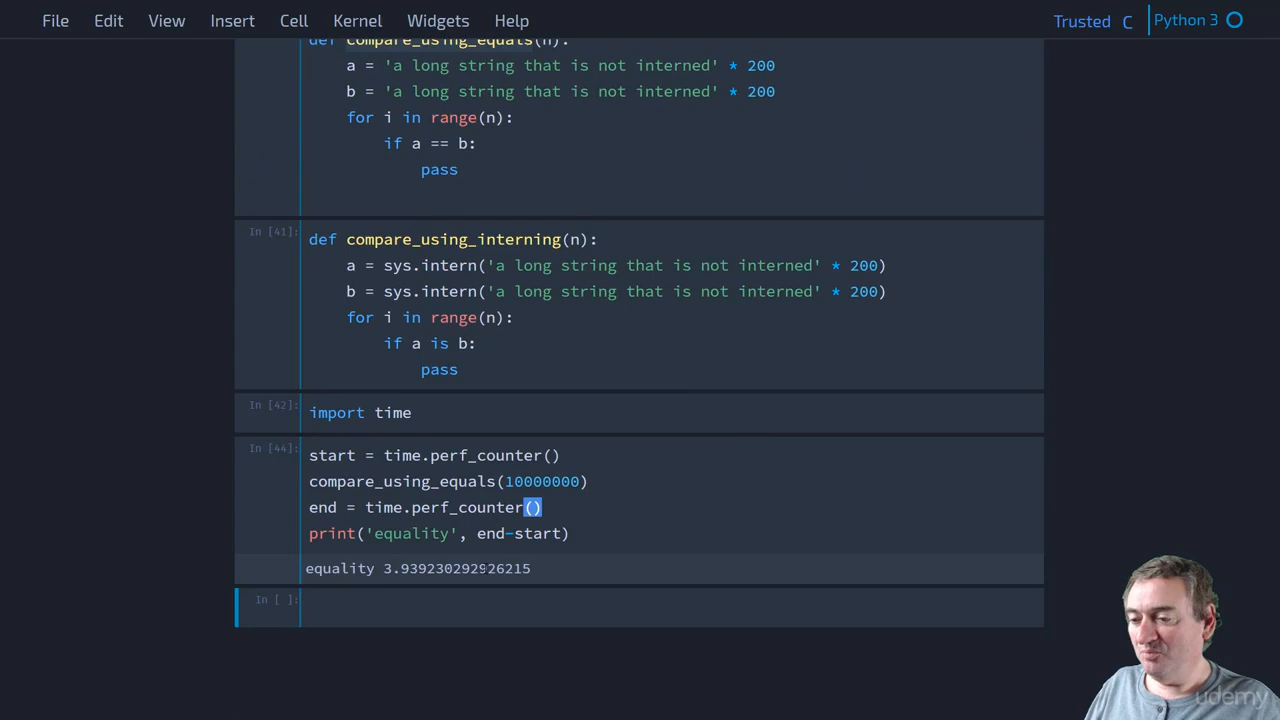 File Edit View Insert Cell Kernel Widgets Help Trusted C Python 3
def compare_using_equals(n):
a = 'a long string that is not interned' * 200
b = 'a long string that is not interned' * 200
for i in range(n):
if a == b:
pass
In [41]:
def compare_using_interning(n):
a = sys.intern('a long string that is not interned' * 200)
b = sys.intern('a long string that is not interned' * 200)
for i in range(n):
if a is b:
pass
In [42]:
import time
In [44]:
start = time.perf_counter()
compare_using_equals(10000000)
end = time.perf_counter()
print('equality', end-start)
equality 3.939230292926215
In [ ]:
udemy